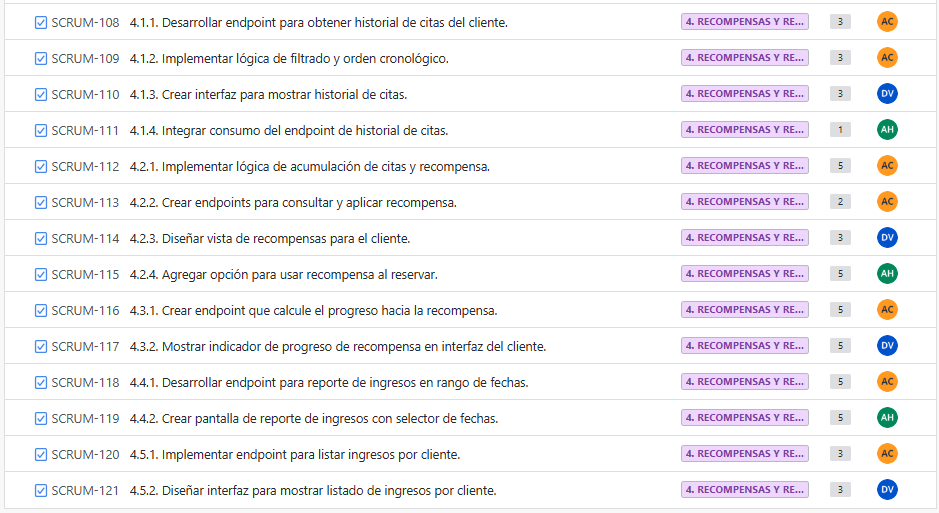 SCRUM-108 4.1.1. Desarrollar endpoint para obtener historial de citas del cliente. 4. RECOMPENSAS Y RE... 3 AC
SCRUM-109 4.1.2. Implementar lógica de filtrado y orden cronológico. 4. RECOMPENSAS Y RE... 3 AC
SCRUM-110 4.1.3. Crear interfaz para mostrar historial de citas. 4. RECOMPENSAS Y RE... 3 DV
SCRUM-111 4.1.4. Integrar consumo del endpoint de historial de citas. 4. RECOMPENSAS Y RE... 1 AH
SCRUM-112 4.2.1. Implementar lógica de acumulación de citas y recompensa. 4. RECOMPENSAS Y RE... 5 AC
SCRUM-113 4.2.2. Crear endpoints para consultar y aplicar recompensa. 4. RECOMPENSAS Y RE... 2 AC
SCRUM-114 4.2.3. Diseñar vista de recompensas para el cliente. 4. RECOMPENSAS Y RE... 3 DV
SCRUM-115 4.2.4. Agregar opción para usar recompensa al reservar. 4. RECOMPENSAS Y RE... 5 AH
SCRUM-116 4.3.1. Crear endpoint que calcule el progreso hacia la recompensa. 4. RECOMPENSAS Y RE... 5 AC
SCRUM-117 4.3.2. Mostrar indicador de progreso de recompensa en interfaz del cliente. 4. RECOMPENSAS Y RE... 5 DV
SCRUM-118 4.4.1. Desarrollar endpoint para reporte de ingresos en rango de fechas. 4. RECOMPENSAS Y RE... 5 AC
SCRUM-119 4.4.2. Crear pantalla de reporte de ingresos con selector de fechas. 4. RECOMPENSAS Y RE... 5 AH
SCRUM-120 4.5.1. Implementar endpoint para listar ingresos por cliente. 4. RECOMPENSAS Y RE... 3 AC
SCRUM-121 4.5.2. Diseñar interfaz para mostrar listado de ingresos por cliente. 4. RECOMPENSAS Y RE... 3 DV